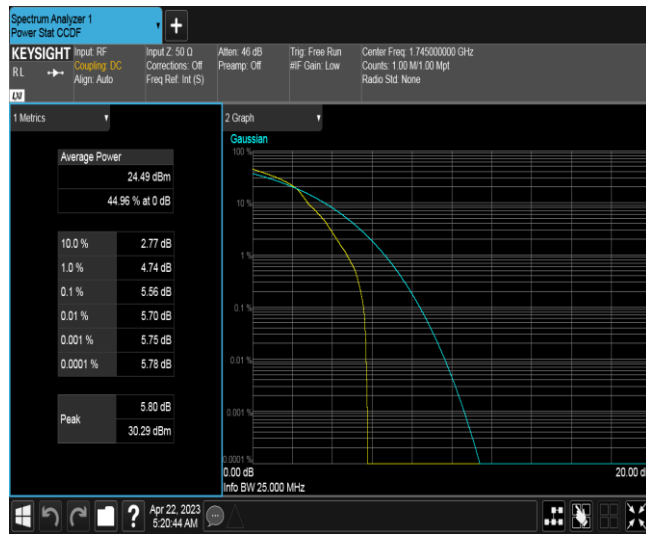 Spectrum Analyzer 1
Power Stat CCDF
KEYSIGHT
RL
LXI
Input: RF
Coupling: DC
Align: Auto
Input Z: 50 Ω
Corrections: Off
Freq Ref: Int (S)
Atten: 46 dB
Preamp: Off
Trig: Free Run
#IF Gain: Low
Center Freq: 1.745000000 GHz
Counts: 1.00 M/1.00 Mpt
Radio Std: None
1 Metrics
Average Power
24.49 dBm
44.96 % at 0 dB
10.0 % 2.77 dB
1.0 % 4.74 dB
0.1 % 5.56 dB
0.01 % 5.70 dB
0.001 % 5.75 dB
0.0001 % 5.78 dB
Peak
5.80 dB
30.29 dBm
2 Graph
Gaussian
100 %
10 %
1 %
0.1 %
0.01 %
0.001 %
0.0001 %
0.00 dB
20.00 d
Info BW 25.000 MHz
?
Apr 22, 2023
5:20:44 AM